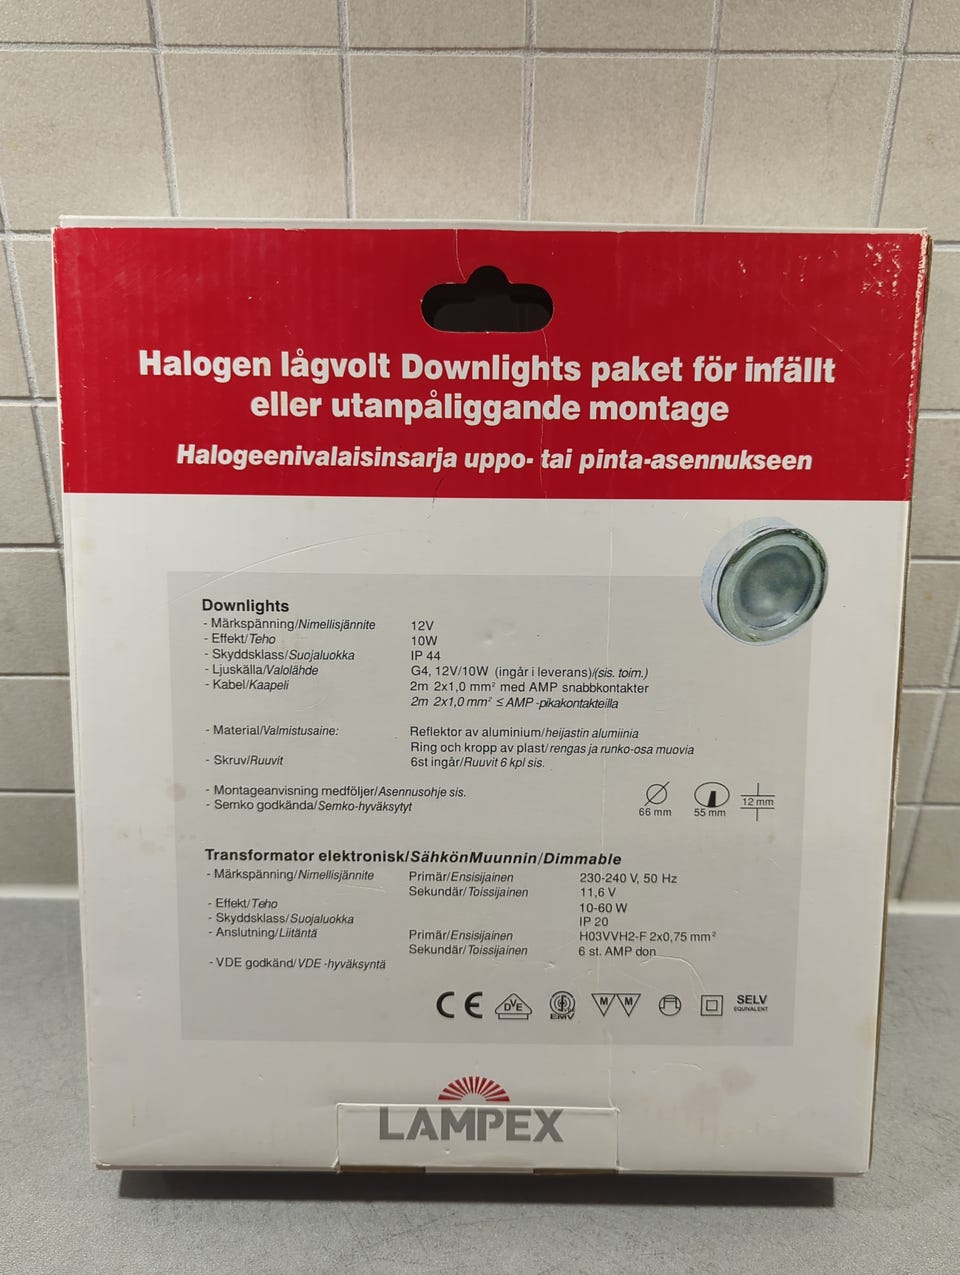 Halogen lågvolt Downlights paket för infällt
eller utanpåliggande montage
Halogeenivalaisinsarja uppo- tai pinta-asennukseen
Downlights
- Märkspänning/Nimellisjännite 12V
- Effekt/Teho 10W
- Skyddsklass/Suojaluokka IP 44
- Ljuskälla/Valolähde G4, 12V/10W (ingår i leverans)/(sis. toim.)
- Kabel/Kaapeli 2m 2x1,0 mm² med AMP snabbkontakter
2m 2x1,0 mm² ≤ AMP -pikakontakteilla
- Material/Valmistusaine: Reflektor av aluminium/heijastin alumiinia
Ring och kropp av plast/rengas ja runko-osa muovia
- Skruv/Ruuvit 6st ingår/Ruuvit 6 kpl sis.
- Montageanvisning medföljer/Asennusohje sis.
- Semko godkända/Semko-hyväksytyt
66 mm 55 mm 12 mm
Transformator elektronisk/SähkönMuunnin/Dimmable
- Märkspänning/Nimellisjännite Primär/Ensisijainen 230-240 V, 50 Hz
Sekundär/Toissijainen 11,6 V
- Effekt/Teho 10-60 W
- Skyddsklass/Suojaluokka IP 20
- Anslutning/Liitäntä Primär/Ensisijainen H03VVH2-F 2x0,75 mm²
Sekundär/Toissijainen 6 st. AMP don
- VDE godkänd/VDE -hyväksyntä
CE DVE EMV M M SELV
EQUIVALENT
LAMPEX